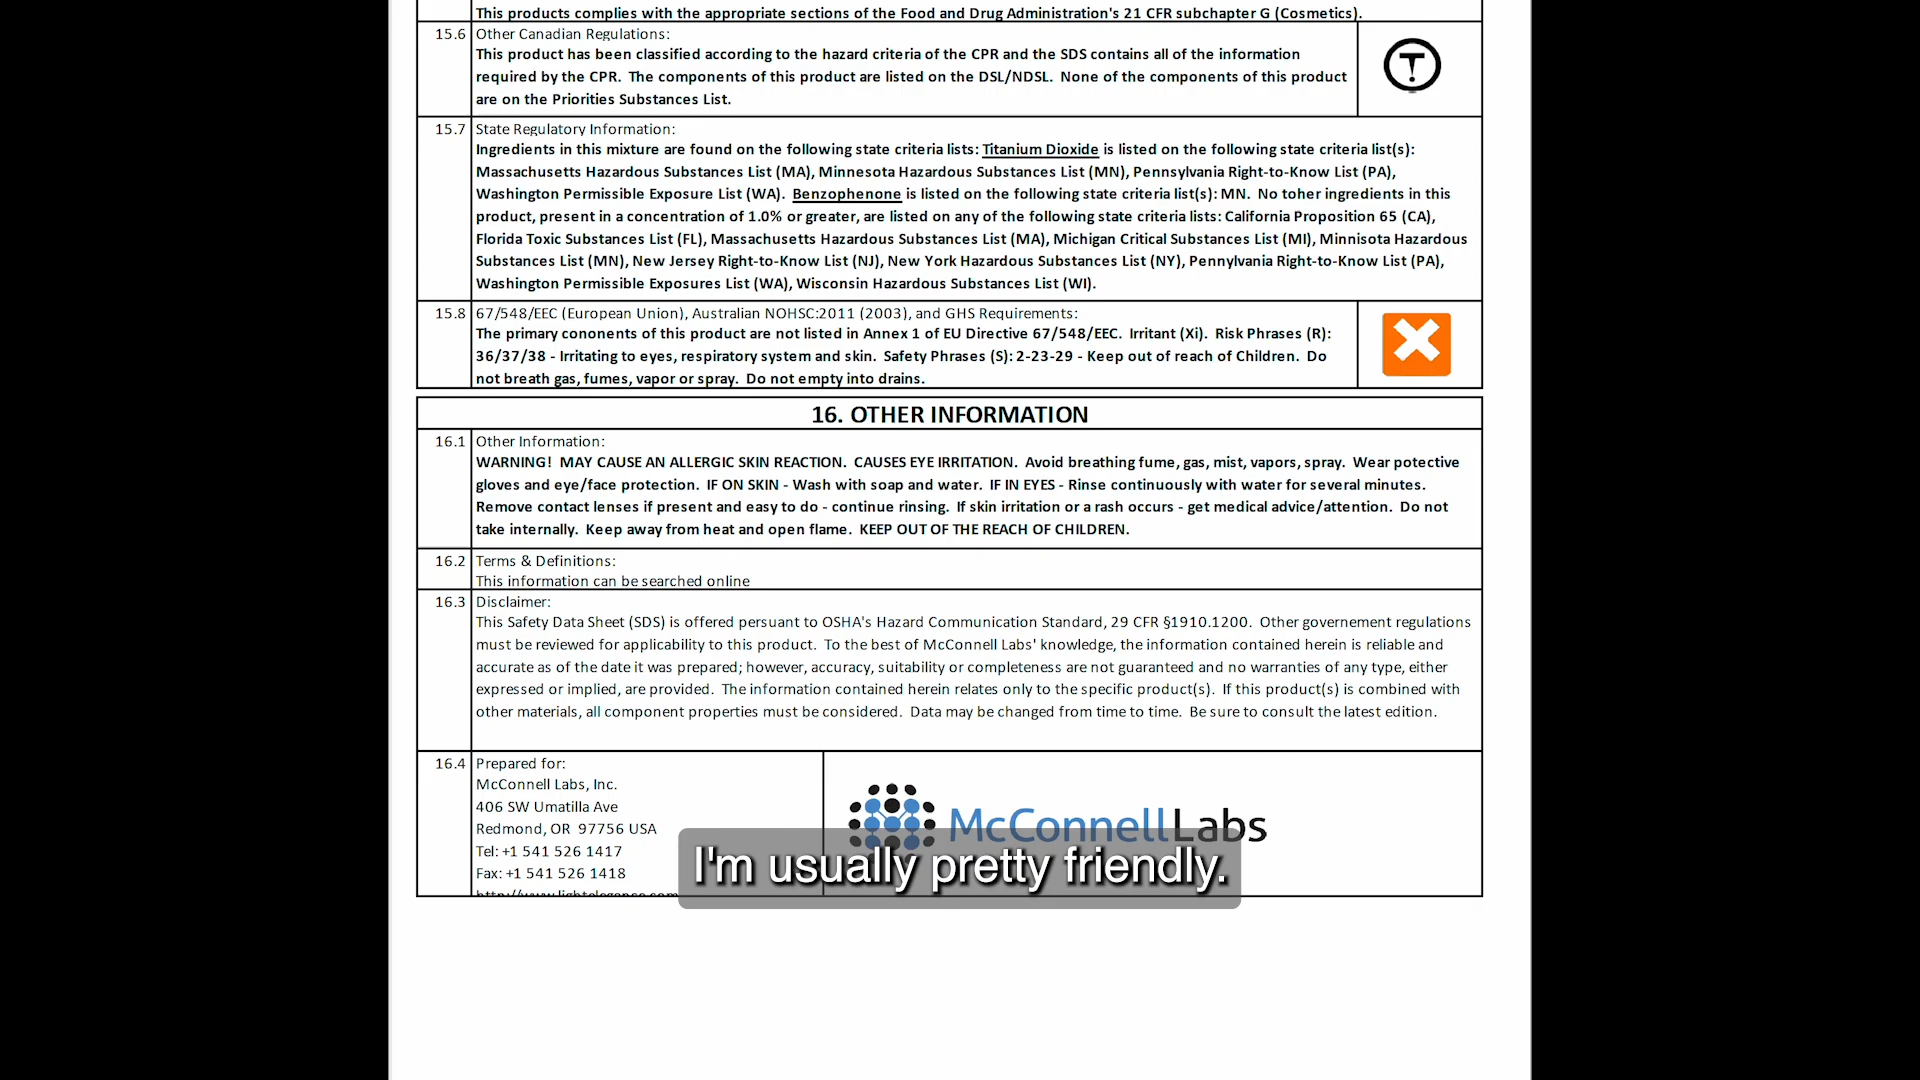 This products complies with the appropriate sections of the Food and Drug Administration's 21 CFR subchapter G (Cosmetics).
15.6 Other Canadian Regulations:
This product has been classified according to the hazard criteria of the CPR and the SDS contains all of the information
required by the CPR. The components of this product are listed on the DSL/NDSL. None of the components of this product
are on the Priorities Substances List.
15.7 State Regulatory Information:
Ingredients in this mixture are found on the following state criteria lists: Titanium Dioxide is listed on the following state criteria list(s):
Massachusetts Hazardous Substances List (MA), Minnesota Hazardous Substances List (MN), Pennsylvania Right-to-Know List (PA),
Washington Permissible Exposure List (WA). Benzophenone is listed on the following state criteria list(s): MN. No toher ingredients in this
product, present in a concentration of 1.0% or greater, are listed on any of the following state criteria lists: California Proposition 65 (CA),
Florida Toxic Substances List (FL), Massachusetts Hazardous Substances List (MA), Michigan Critical Substances List (MI), Minnisota Hazardous
Substances List (MN), New Jersey Right-to-Know List (NJ), New York Hazardous Substances List (NY), Pennylvania Right-to-Know List (PA),
Washington Permissible Exposures List (WA), Wisconsin Hazardous Substances List (WI).
15.8 67/548/EEC (European Union), Australian NOHSC:2011 (2003), and GHS Requirements:
The primary cononents of this product are not listed in Annex 1 of EU Directive 67/548/EEC. Irritant (Xi). Risk Phrases (R):
36/37/38 - Irritating to eyes, respiratory system and skin. Safety Phrases (S): 2-23-29 - Keep out of reach of Children. Do
not breath gas, fumes, vapor or spray. Do not empty into drains.
16. OTHER INFORMATION
16.1 Other Information:
WARNING! MAY CAUSE AN ALLERGIC SKIN REACTION. CAUSES EYE IRRITATION. Avoid breathing fume, gas, mist, vapors, spray. Wear potective
gloves and eye/face protection. IF ON SKIN - Wash with soap and water. IF IN EYES - Rinse continuously with water for several minutes.
Remove contact lenses if present and easy to do - continue rinsing. If skin irritation or a rash occurs - get medical advice/attention. Do not
take internally. Keep away from heat and open flame. KEEP OUT OF THE REACH OF CHILDREN.
16.2 Terms & Definitions:
This information can be searched online
16.3 Disclaimer:
This Safety Data Sheet (SDS) is offered persuant to OSHA's Hazard Communication Standard, 29 CFR §1910.1200. Other governement regulations
must be reviewed for applicability to this product. To the best of McConnell Labs' knowledge, the information contained herein is reliable and
accurate as of the date it was prepared; however, accuracy, suitability or completeness are not guaranteed and no warranties of any type, either
expressed or implied, are provided. The information contained herein relates only to the specific product(s). If this product(s) is combined with
other materials, all component properties must be considered. Data may be changed from time to time. Be sure to consult the latest edition.
16.4 Prepared for:
McConnell Labs, Inc.
406 SW Umatilla Ave
Redmond, OR 97756 USA
Tel: +1 541 526 1417
Fax: +1 541 526 1418
http://www.lightelegance.com
McConnell Labs
I'm usually pretty friendly.